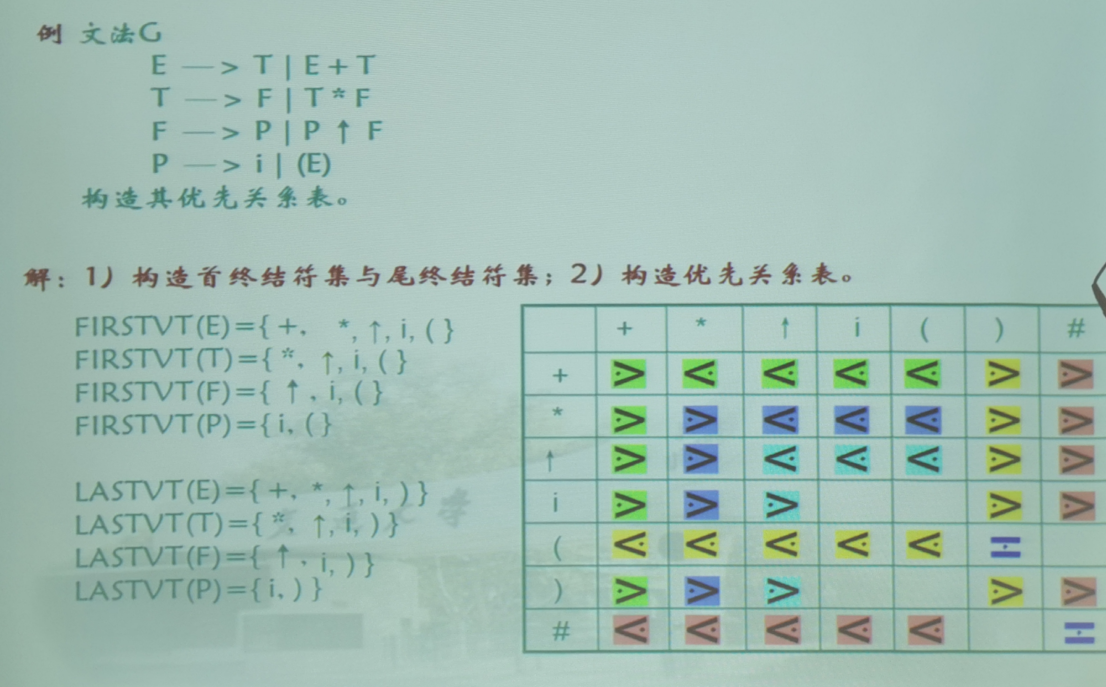 例 文法G
E —> T | E + T
T —> F | T * F
F —> P | P ↑ F
P —> i | (E)
构造其优先关系表。
解：1）构造首终结符集与尾终结符集；2）构造优先关系表。
FIRSTVT(E)={ +, *, ↑, i, ( }
FIRSTVT(T)={ *, ↑, i, ( }
FIRSTVT(F)={ ↑, i, ( }
FIRSTVT(P)={ i, ( }
LASTVT(E)={ +, *, ↑, i, ) }
LASTVT(T)={ *, ↑, i, ) }
LASTVT(F)={ ↑, i, ) }
LASTVT(P)={ i, ) }
+ * ↑ i ( ) #
+ ⋗ ⋖ ⋖ ⋖ ⋖ ⋗ ⋗
* ⋗ ⋗ ⋖ ⋖ ⋖ ⋗ ⋗
↑ ⋗ ⋗ ⋖ ⋖ ⋖ ⋗ ⋗
i ⋗ ⋗ ⋗ ⋗ ⋗
( ⋖ ⋖ ⋖ ⋖ ⋖ ≐
) ⋗ ⋗ ⋗ ⋗ ⋗
# ⋖ ⋖ ⋖ ⋖ ⋖ ≐